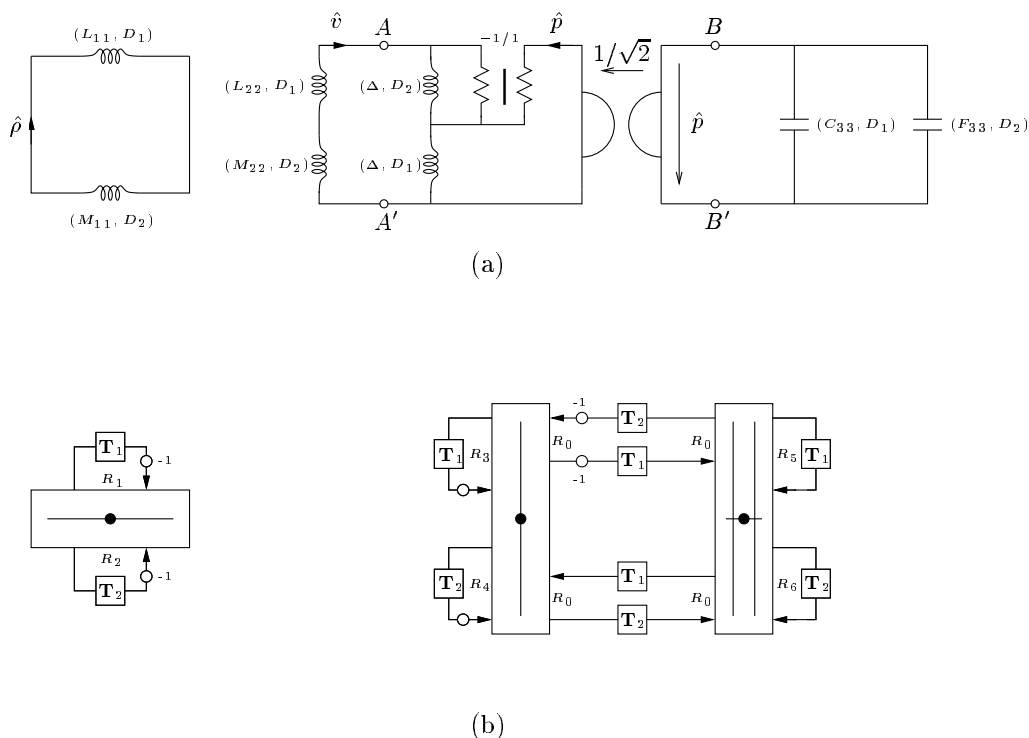 (L₁₁, D₁)
ρ̂
(M₁₁, D₂)
v̂
A
−1/1
p̂
1/√2
B
(L₂₂, D₁)
(Δ, D₂)
p̂
(C₃₃, D₁)
(F₃₃, D₂)
(M₂₂, D₂)
(Δ, D₁)
A′
B′
(a)
T₁
-1
R₁
R₂
T₂
-1
-1
T₂
T₁
R₃
R₀
R₀
R₅
T₁
-1
T₁
T₂
R₄
R₀
T₁
T₂
R₀
R₆
T₂
(b)